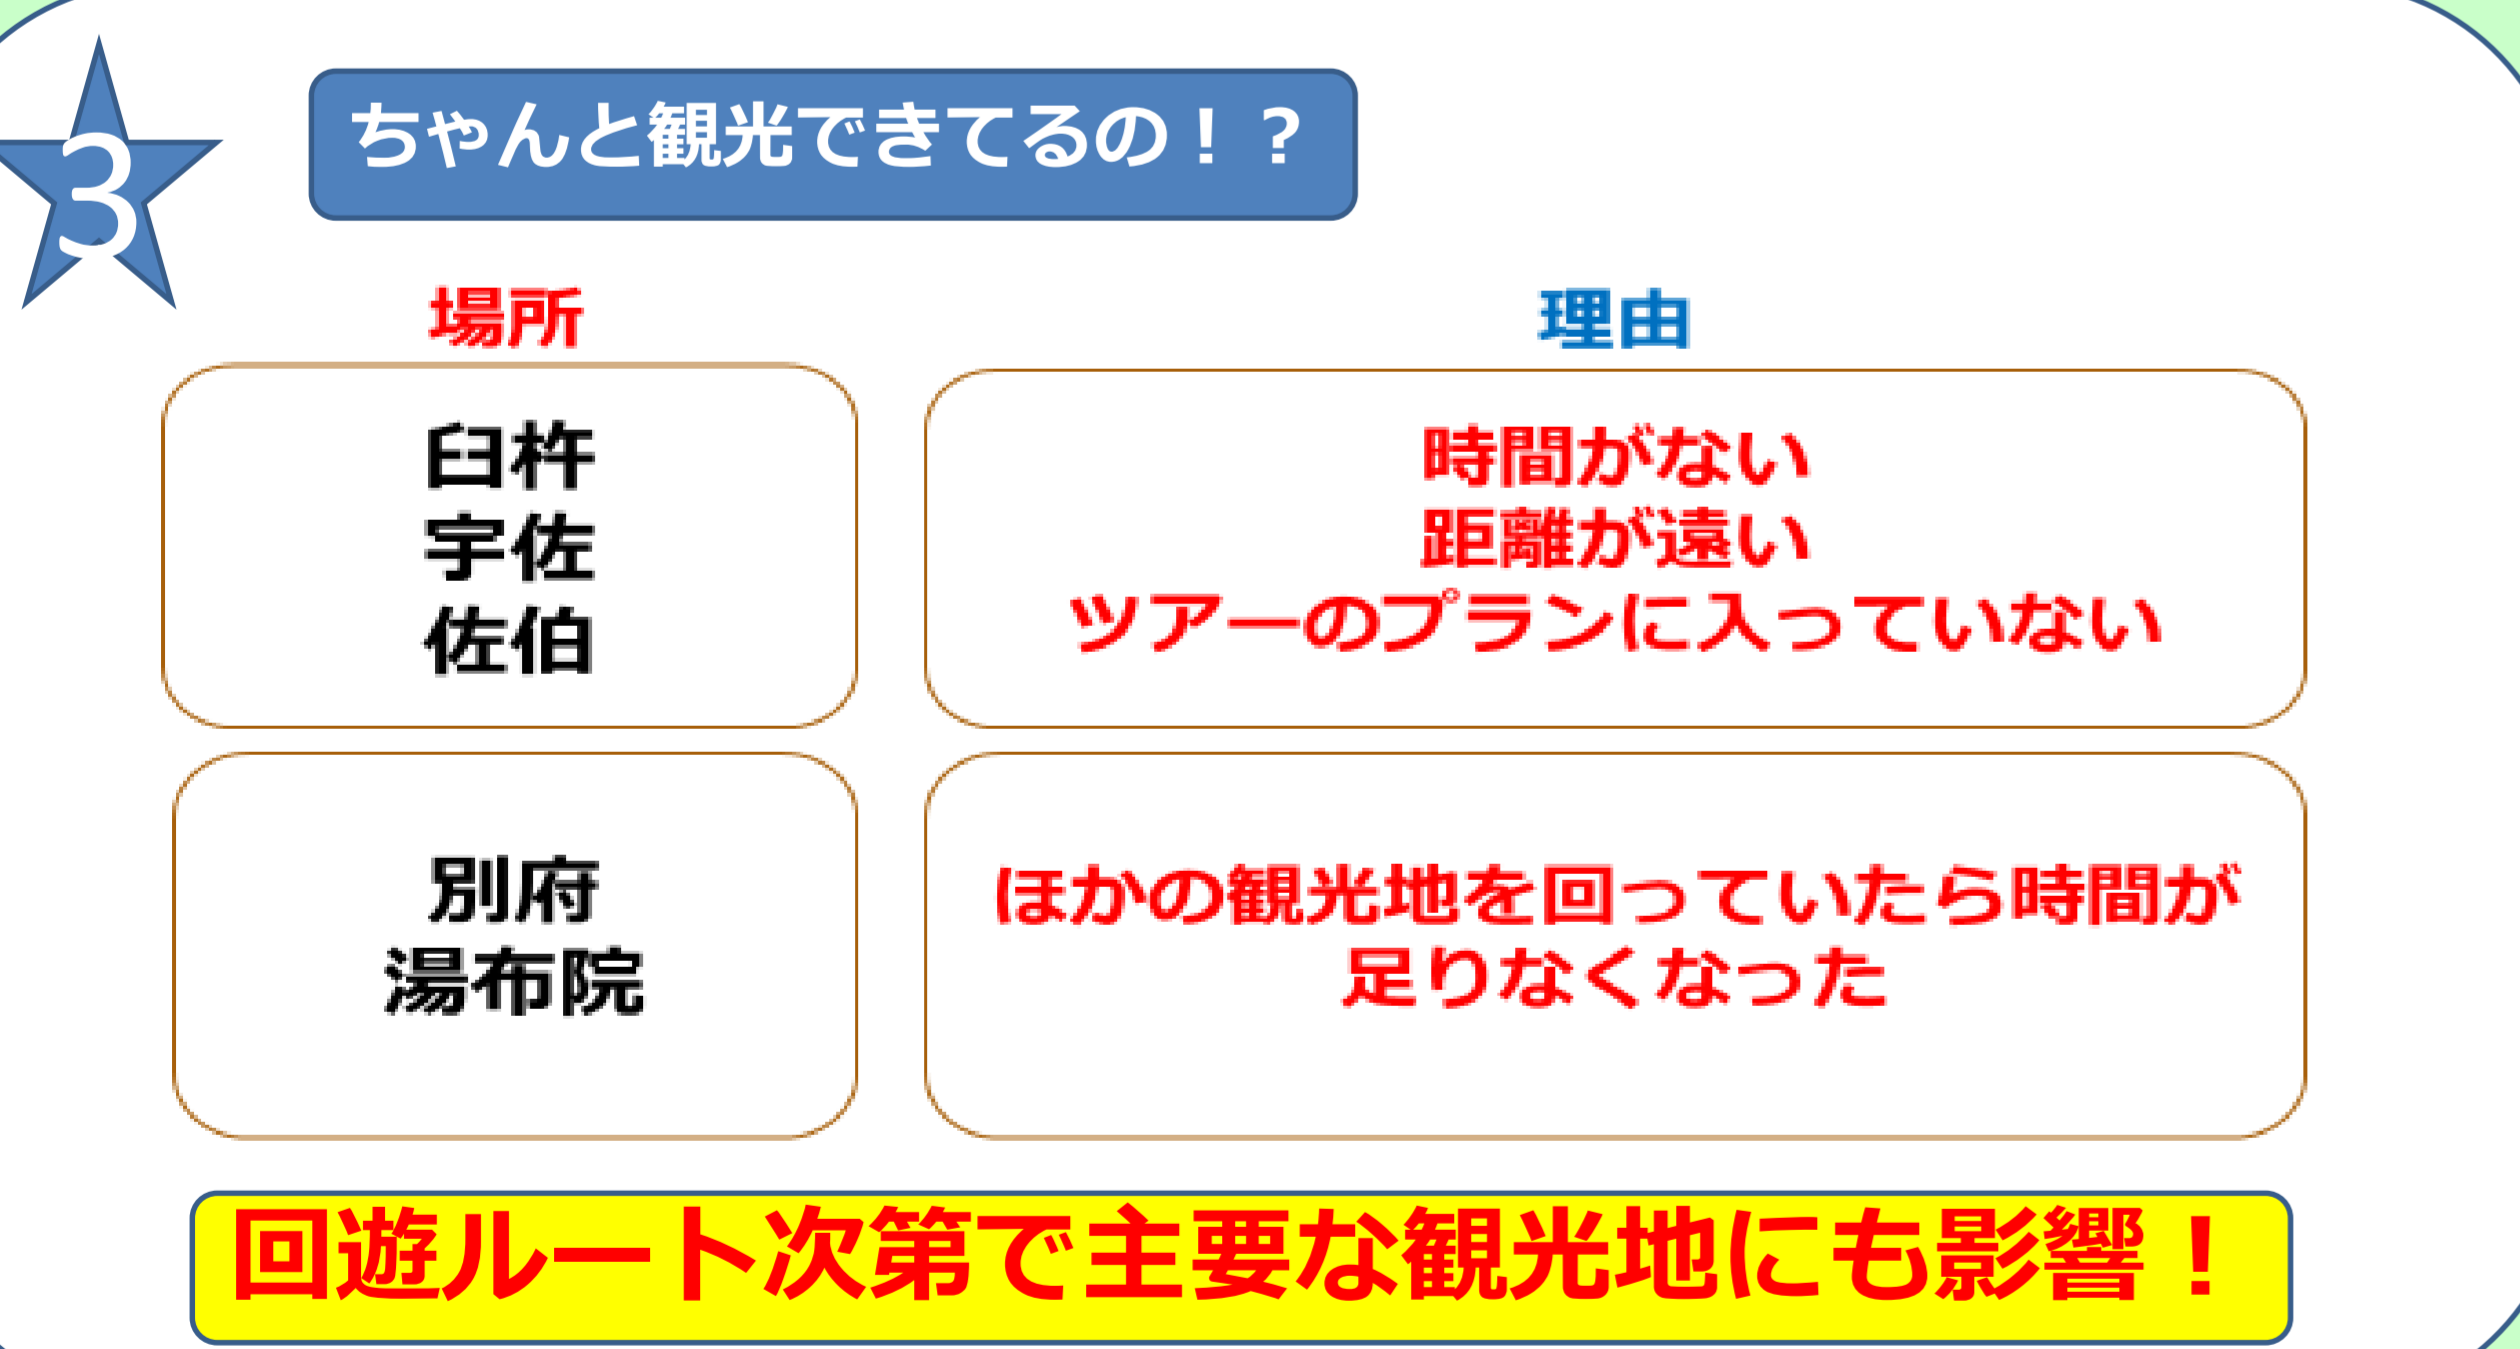 3
ちゃんと観光できてるの！？
場所
理由
臼杵
宇佐
佐伯
時間がない
距離が遠い
ツアーのプランに入っていない
別府
湯布院
ほかの観光地を回っていたら時間が
足りなくなった
回遊ルート次第で主要な観光地にも影響！